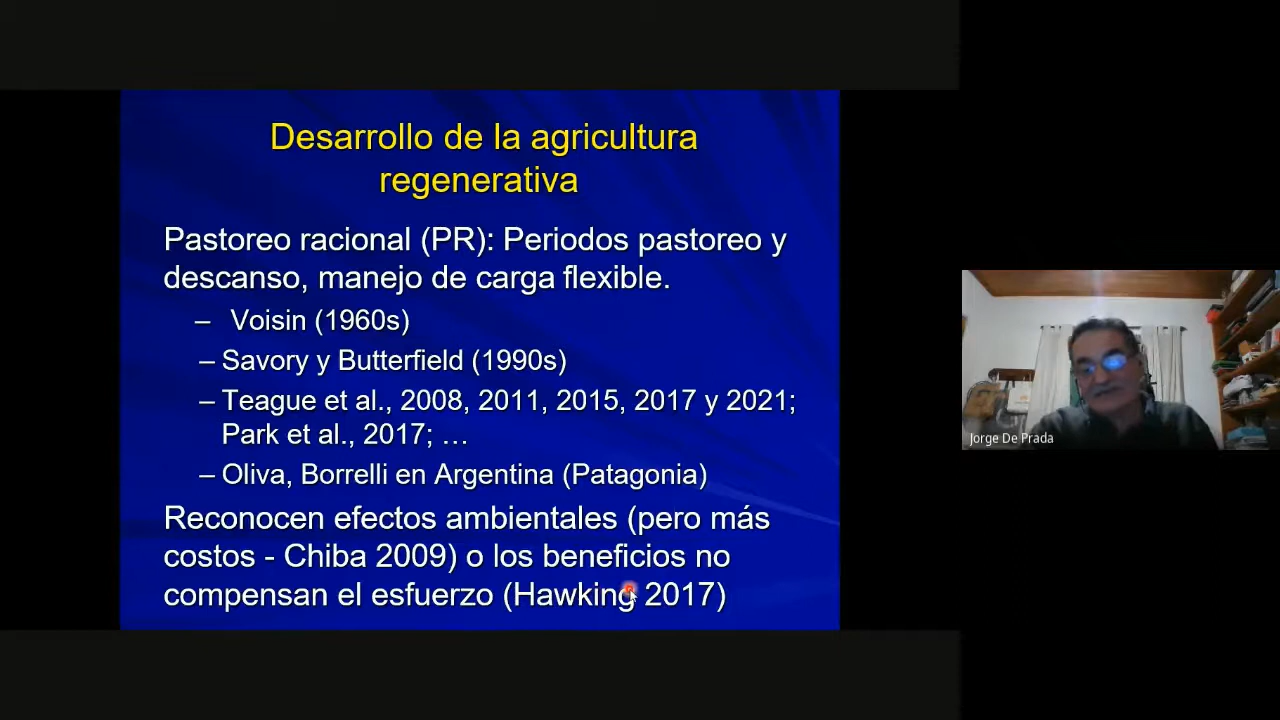 Desarrollo de la agricultura
regenerativa
Pastoreo racional (PR): Periodos pastoreo y
descanso, manejo de carga flexible.
– Voisin (1960s)
– Savory y Butterfield (1990s)
– Teague et al., 2008, 2011, 2015, 2017 y 2021;
Park et al., 2017; …
– Oliva, Borrelli en Argentina (Patagonia)
Reconocen efectos ambientales (pero más
costos - Chiba 2009) o los beneficios no
compensan el esfuerzo (Hawking 2017)
Jorge De Prada